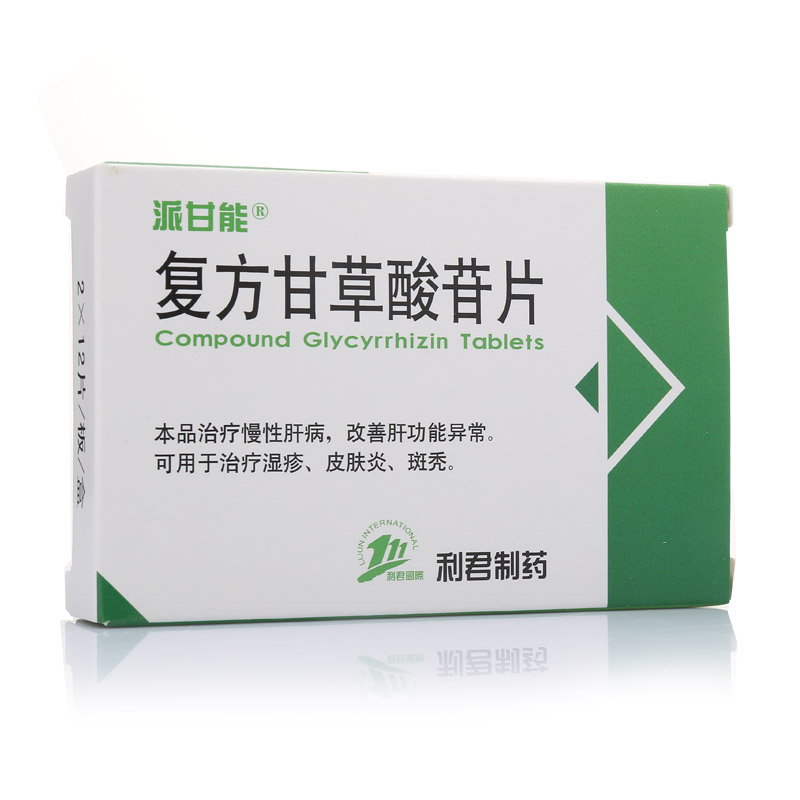 派甘能®
复方甘草酸苷片
Compound Glycyrrhizin Tablets
本品治疗慢性肝病，改善肝功能异常。
可用于治疗湿疹、皮肤炎、斑秃。
LIJUN INTERNATIONAL
利君國際
利君制药
2×12片/板/盒